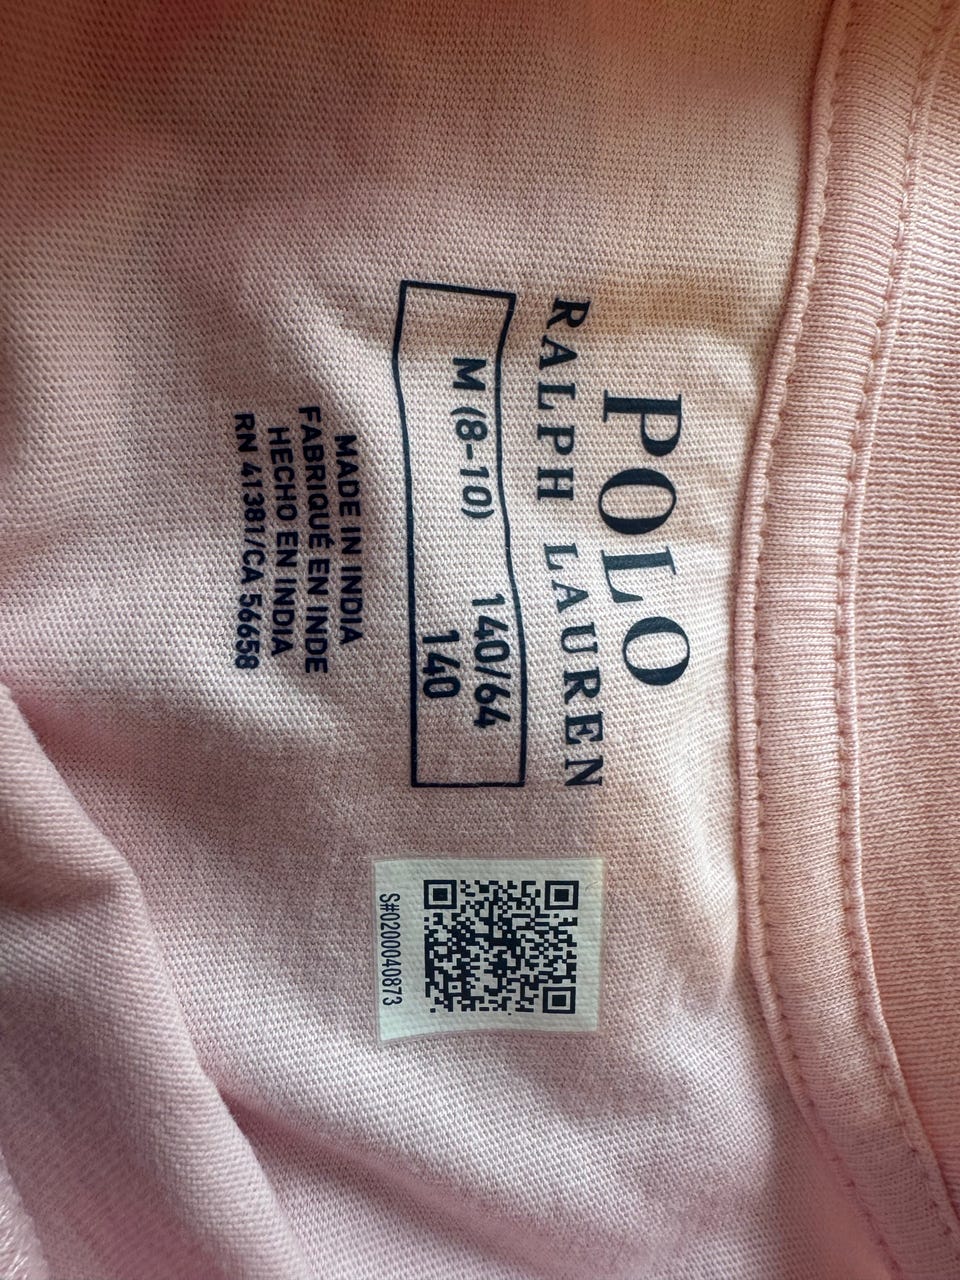 POLO
RALPH LAUREN
M (8-10) 140/64
140
MADE IN INDIA
FABRIQUÉ EN INDE
HECHO EN INDIA
RN 41381/CA 56658
S#0200040873